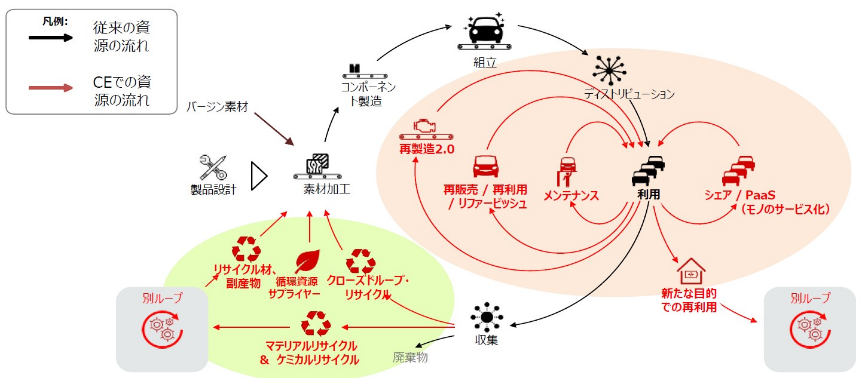 凡例:
従来の資
源の流れ
CEでの資
源の流れ
組立
コンポーネン
ト製造
ディストリビューション
バージン素材
再製造2.0
製品設計
素材加工
再販売 / 再利用
/ リファービッシュ
メンテナンス
利用
シェア / PaaS
（モノのサービス化）
リサイクル材、
副産物
循環資源
サプライヤー
クローズドループ・
リサイクル
新たな目的
での再利用
別ループ
別ループ
収集
マテリアルリサイクル
& ケミカルリサイクル
廃棄物